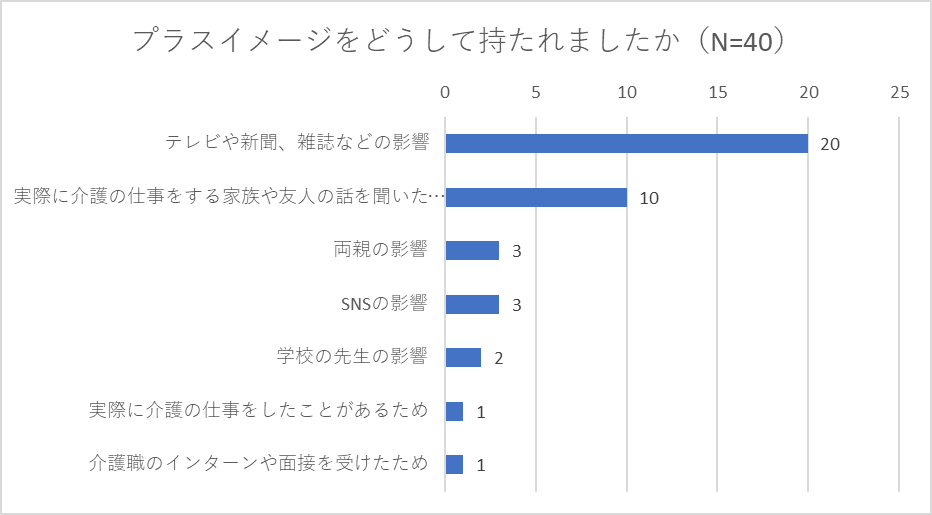 プラスイメージをどうして持たれましたか（N=40）
0 5 10 15 20 25
テレビや新聞、雑誌などの影響 20
実際に介護の仕事をする家族や友人の話を聞いた… 10
両親の影響 3
SNSの影響 3
学校の先生の影響 2
実際に介護の仕事をしたことがあるため 1
介護職のインターンや面接を受けたため 1